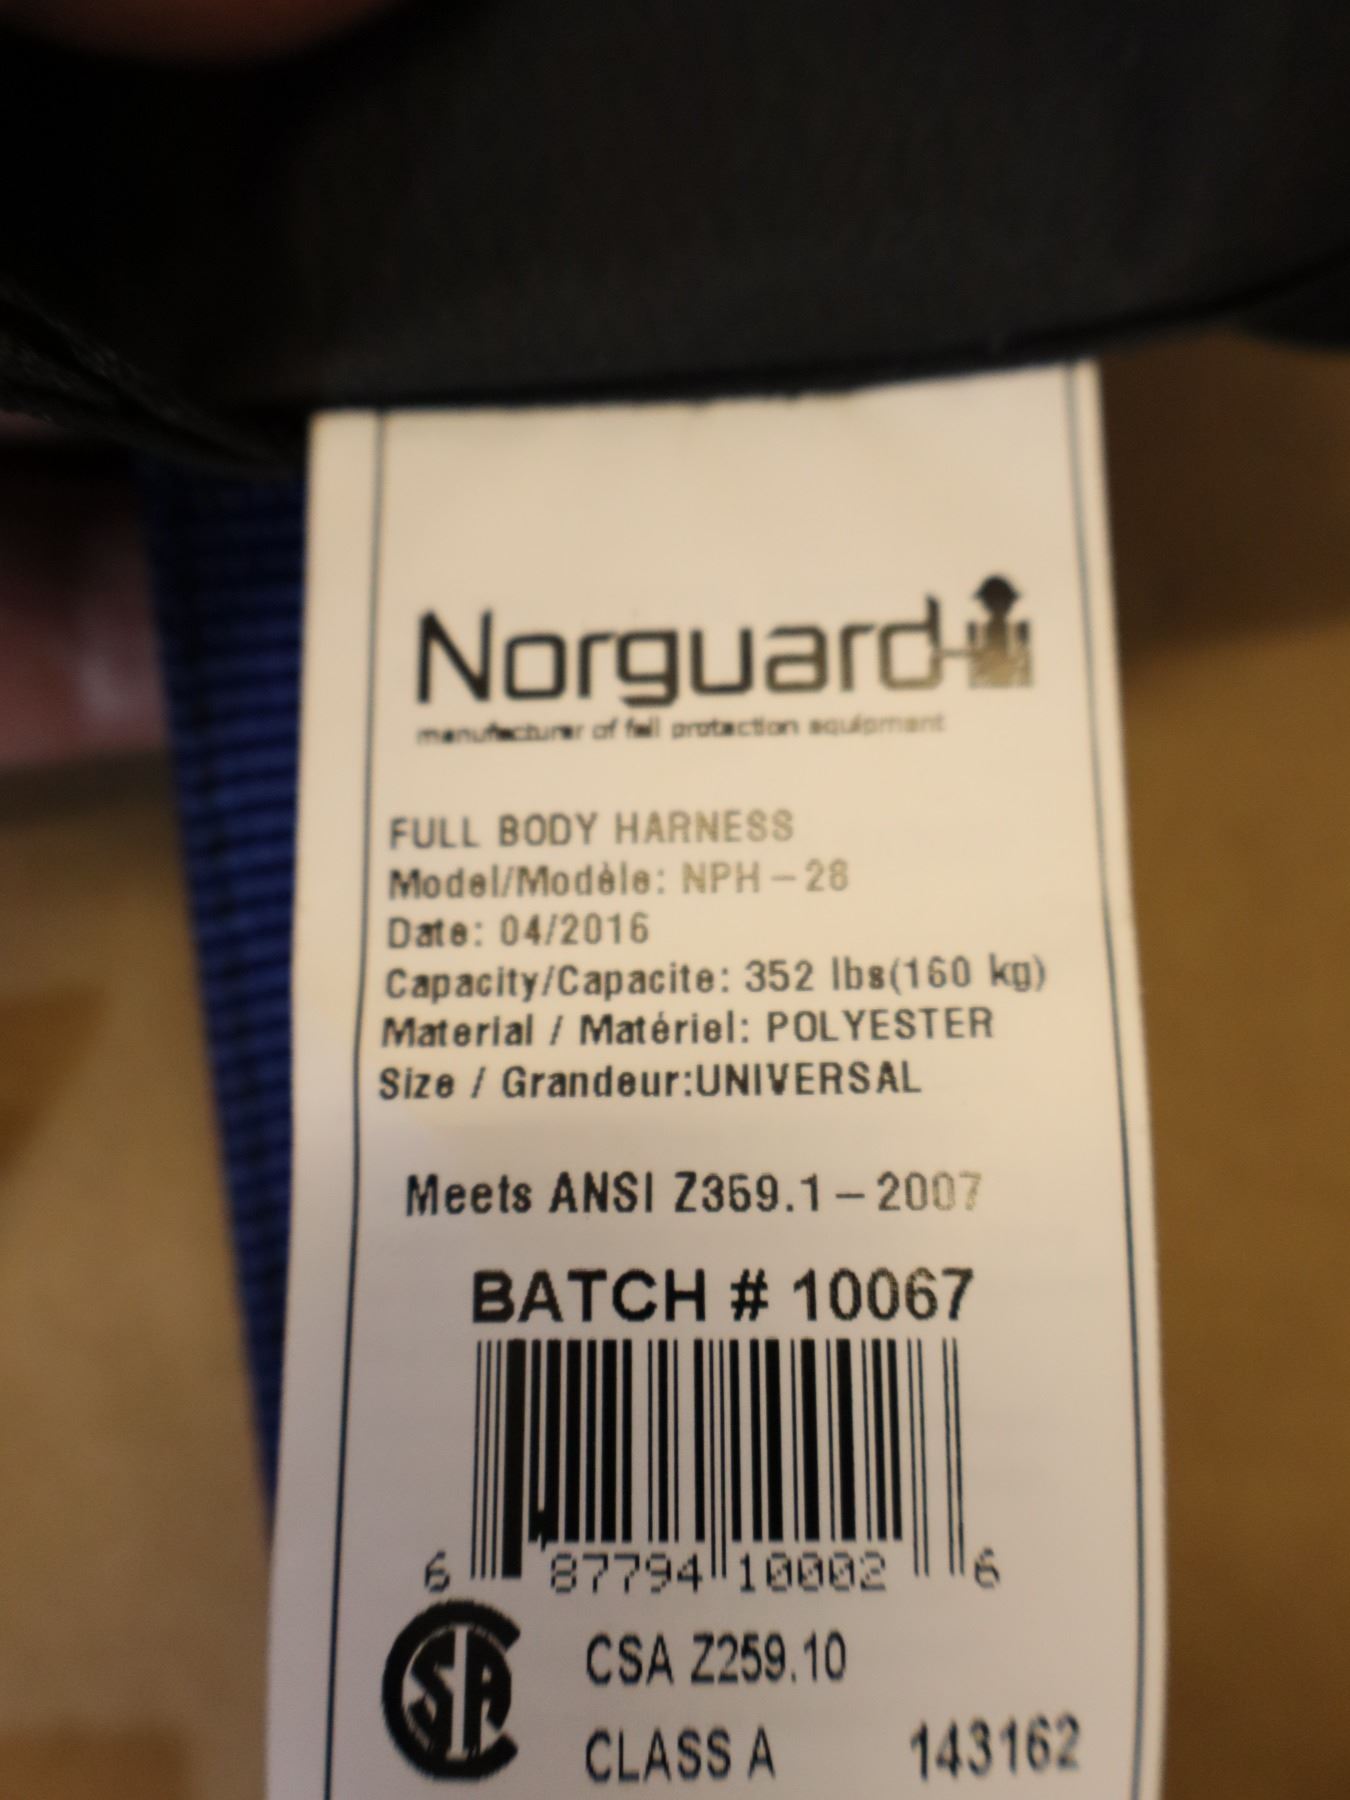 Norguard
manufacturer of fall protection equipment
FULL BODY HARNESS
Model/Modèle: NPH – 28
Date: 04/2016
Capacity/Capacite: 352 lbs(160 kg)
Material / Matériel: POLYESTER
Size / Grandeur:UNIVERSAL
Meets ANSI Z359.1 – 2007
BATCH # 10067
6 87794 10002 6
CSA CSA Z259.10
CLASS A 143162